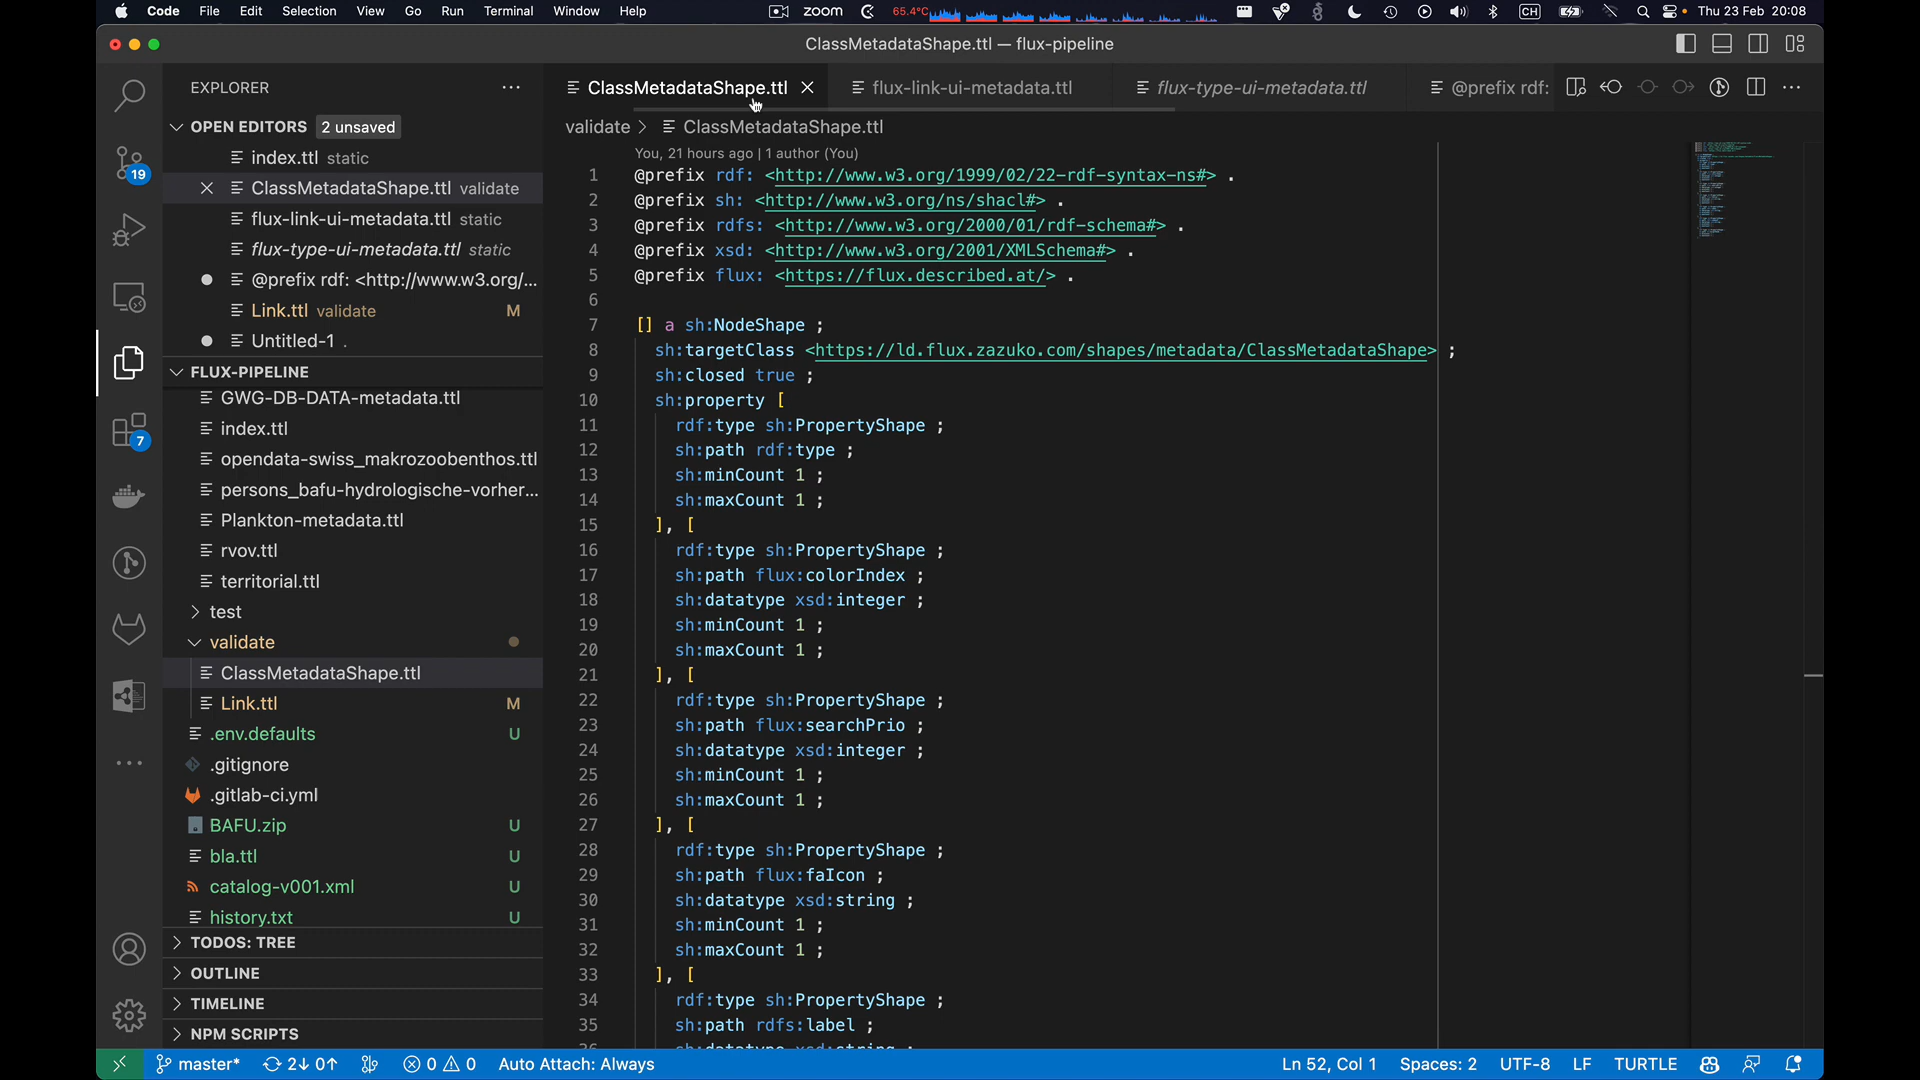 Code File Edit Selection View Go Run Terminal Window Help zoom 65.4°C CH Thu 23 Feb 20:08
ClassMetadataShape.ttl — flux-pipeline
EXPLORER
OPEN EDITORS 2 unsaved
index.ttl static
ClassMetadataShape.ttl validate
flux-link-ui-metadata.ttl static
flux-type-ui-metadata.ttl static
@prefix rdf: <http://www.w3.org/...
Link.ttl validate M
Untitled-1 .
FLUX-PIPELINE
GWG-DB-DATA-metadata.ttl
index.ttl
opendata-swiss_makrozoobenthos.ttl
persons_bafu-hydrologische-vorher...
Plankton-metadata.ttl
rvov.ttl
territorial.ttl
test
validate
ClassMetadataShape.ttl
Link.ttl M
.env.defaults U
.gitignore
.gitlab-ci.yml
BAFU.zip U
bla.ttl U
catalog-v001.xml U
history.txt U
TODOS: TREE
OUTLINE
TIMELINE
NPM SCRIPTS
19
7
ClassMetadataShape.ttl flux-link-ui-metadata.ttl flux-type-ui-metadata.ttl @prefix rdf:
validate > ClassMetadataShape.ttl
You, 21 hours ago | 1 author (You)
1 @prefix rdf: <http://www.w3.org/1999/02/22-rdf-syntax-ns#> .
2 @prefix sh: <http://www.w3.org/ns/shacl#> .
3 @prefix rdfs: <http://www.w3.org/2000/01/rdf-schema#> .
4 @prefix xsd: <http://www.w3.org/2001/XMLSchema#> .
5 @prefix flux: <https://flux.described.at/> .
6
7 [] a sh:NodeShape ;
8 sh:targetClass <https://ld.flux.zazuko.com/shapes/metadata/ClassMetadataShape> ;
9 sh:closed true ;
10 sh:property [
11 rdf:type sh:PropertyShape ;
12 sh:path rdf:type ;
13 sh:minCount 1 ;
14 sh:maxCount 1 ;
15 ], [
16 rdf:type sh:PropertyShape ;
17 sh:path flux:colorIndex ;
18 sh:datatype xsd:integer ;
19 sh:minCount 1 ;
20 sh:maxCount 1 ;
21 ], [
22 rdf:type sh:PropertyShape ;
23 sh:path flux:searchPrio ;
24 sh:datatype xsd:integer ;
25 sh:minCount 1 ;
26 sh:maxCount 1 ;
27 ], [
28 rdf:type sh:PropertyShape ;
29 sh:path flux:faIcon ;
30 sh:datatype xsd:string ;
31 sh:minCount 1 ;
32 sh:maxCount 1 ;
33 ], [
34 rdf:type sh:PropertyShape ;
35 sh:path rdfs:label ;
36 sh:datatype xsd:string ;
master* 2↓ 0↑ 0 0 Auto Attach: Always Ln 52, Col 1 Spaces: 2 UTF-8 LF TURTLE